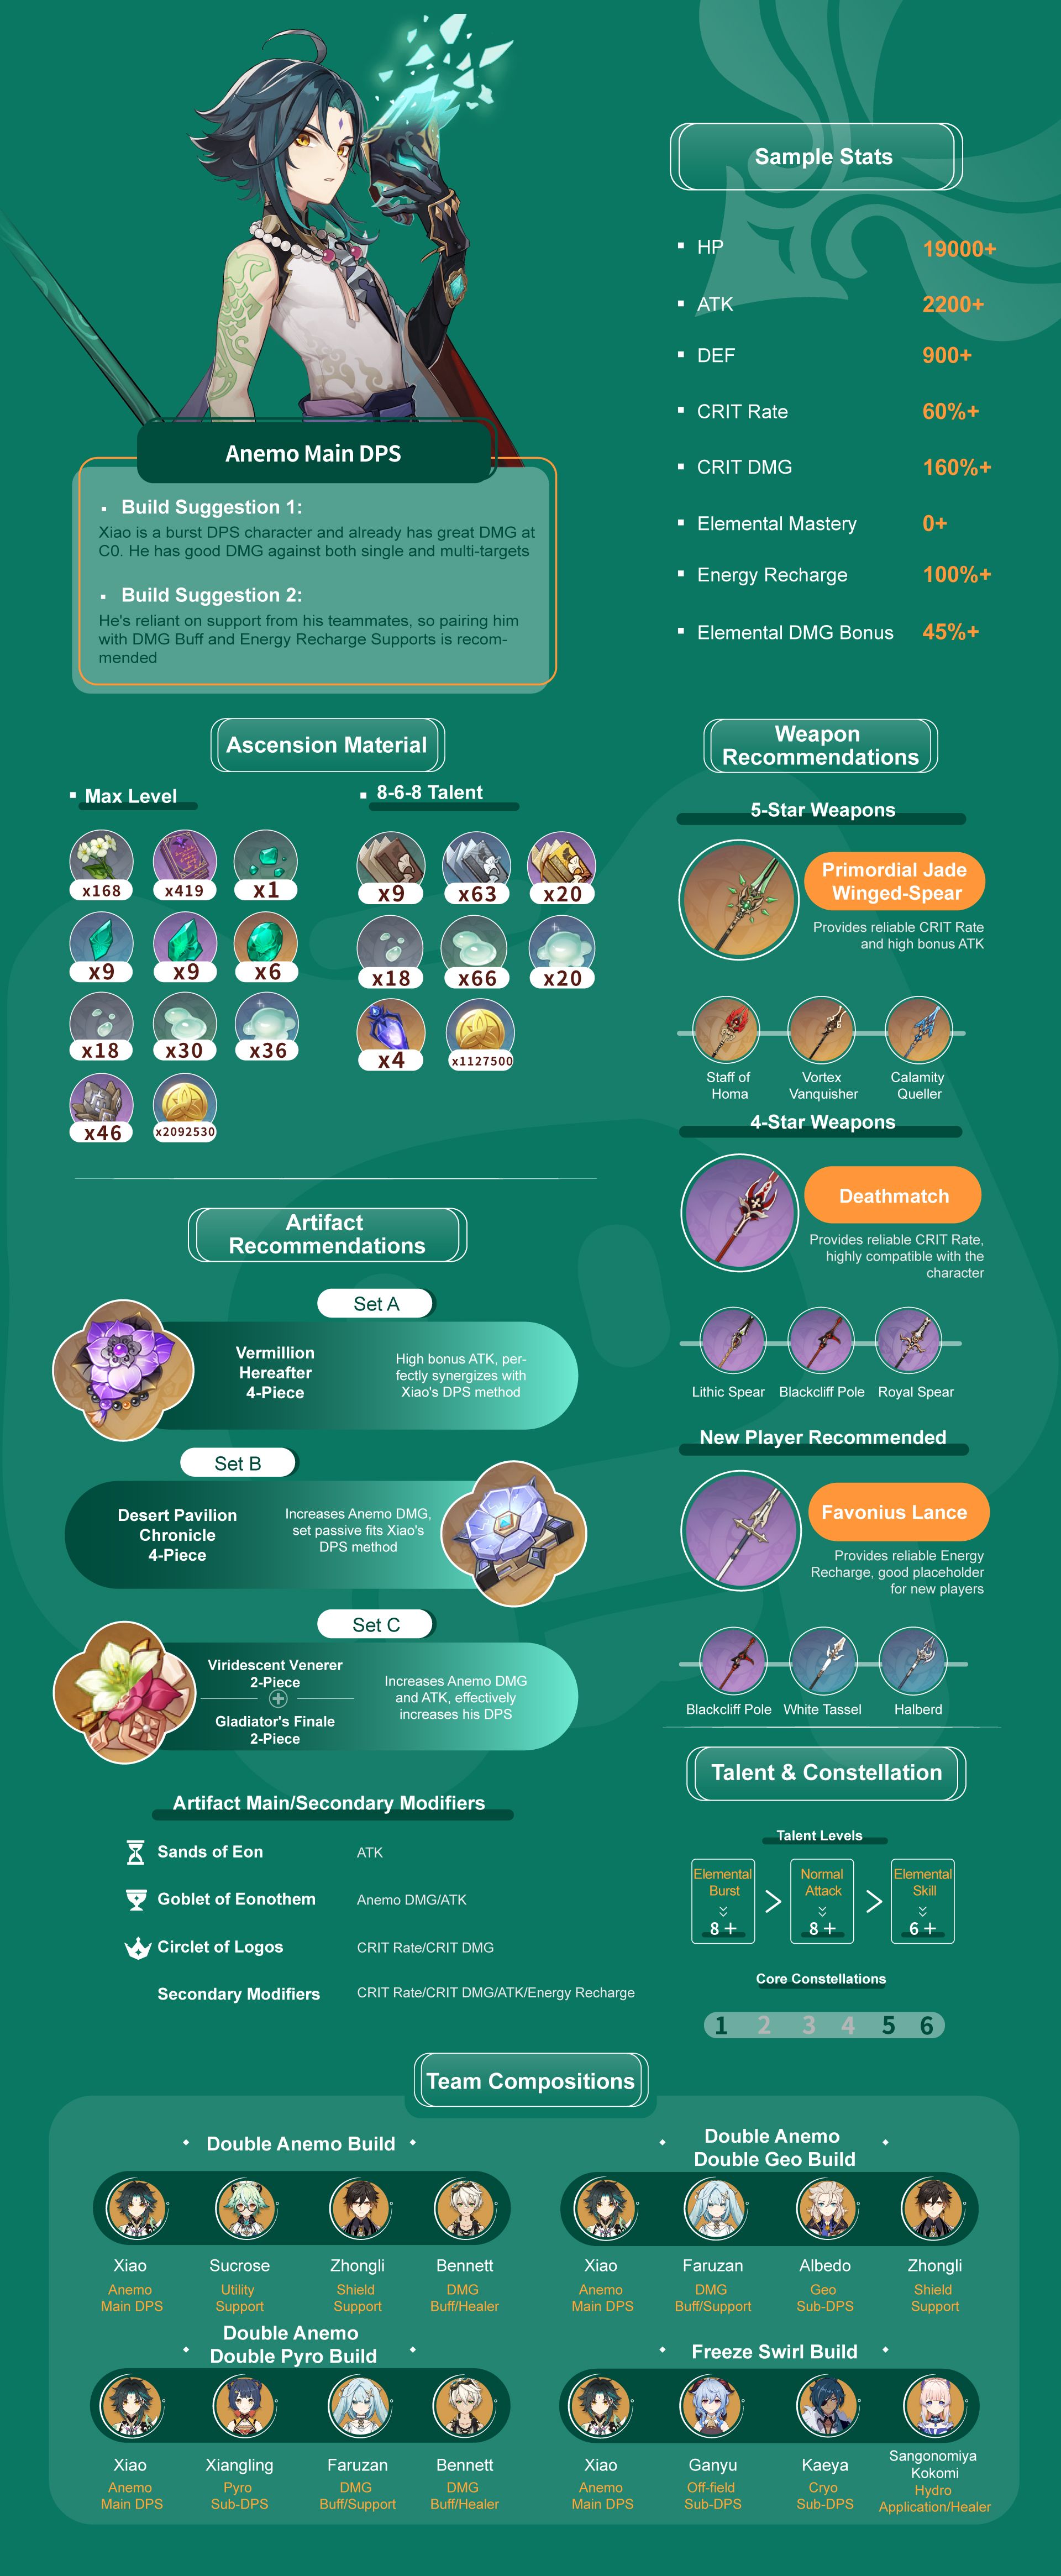 Sample Stats
HP 19000+
ATK 2200+
DEF 900+
CRIT Rate 60%+
CRIT DMG 160%+
Elemental Mastery 0+
Energy Recharge 100%+
Elemental DMG Bonus 45%+
Anemo Main DPS
Build Suggestion 1:
Xiao is a burst DPS character and already has great DMG at
C0. He has good DMG against both single and multi-targets
Build Suggestion 2:
He's reliant on support from his teammates, so pairing him
with DMG Buff and Energy Recharge Supports is recom-
mended
Ascension Material
Max Level
x168 x419 x1
x9 x9 x6
x18 x30 x36
x46 x2092530
8-6-8 Talent
x9 x63 x20
x18 x66 x20
x4 x1127500
Artifact
Recommendations
Set A
Vermillion
Hereafter
4-Piece
High bonus ATK, per-
fectly synergizes with
Xiao's DPS method
Set B
Desert Pavilion
Chronicle
4-Piece
Increases Anemo DMG,
set passive fits Xiao's
DPS method
Set C
Viridescent Venerer
2-Piece
Gladiator's Finale
2-Piece
Increases Anemo DMG
and ATK, effectively
increases his DPS
Artifact Main/Secondary Modifiers
Sands of Eon ATK
Goblet of Eonothem Anemo DMG/ATK
Circlet of Logos CRIT Rate/CRIT DMG
Secondary Modifiers CRIT Rate/CRIT DMG/ATK/Energy Recharge
Weapon
Recommendations
5-Star Weapons
Primordial Jade
Winged-Spear
Provides reliable CRIT Rate
and high bonus ATK
Staff of
Homa
Vortex
Vanquisher
Calamity
Queller
4-Star Weapons
Deathmatch
Provides reliable CRIT Rate,
highly compatible with the
character
Lithic Spear Blackcliff Pole Royal Spear
New Player Recommended
Favonius Lance
Provides reliable Energy
Recharge, good placeholder
for new players
Blackcliff Pole White Tassel Halberd
Talent & Constellation
Talent Levels
Elemental
Burst
8 +
>
Normal
Attack
8 +
>
Elemental
Skill
6 +
Core Constellations
1 2 3 4 5 6
Team Compositions
Double Anemo Build
Xiao Sucrose Zhongli Bennett
Anemo
Main DPS
Utility
Support
Shield
Support
DMG
Buff/Healer
Double Anemo
Double Geo Build
Xiao Faruzan Albedo Zhongli
Anemo
Main DPS
DMG
Buff/Support
Geo
Sub-DPS
Shield
Support
Double Anemo
Double Pyro Build
Xiao Xiangling Faruzan Bennett
Anemo
Main DPS
Pyro
Sub-DPS
DMG
Buff/Support
DMG
Buff/Healer
Freeze Swirl Build
Xiao Ganyu Kaeya
Sangonomiya
Kokomi
Anemo
Main DPS
Off-field
Sub-DPS
Cryo
Sub-DPS
Hydro
Application/Healer